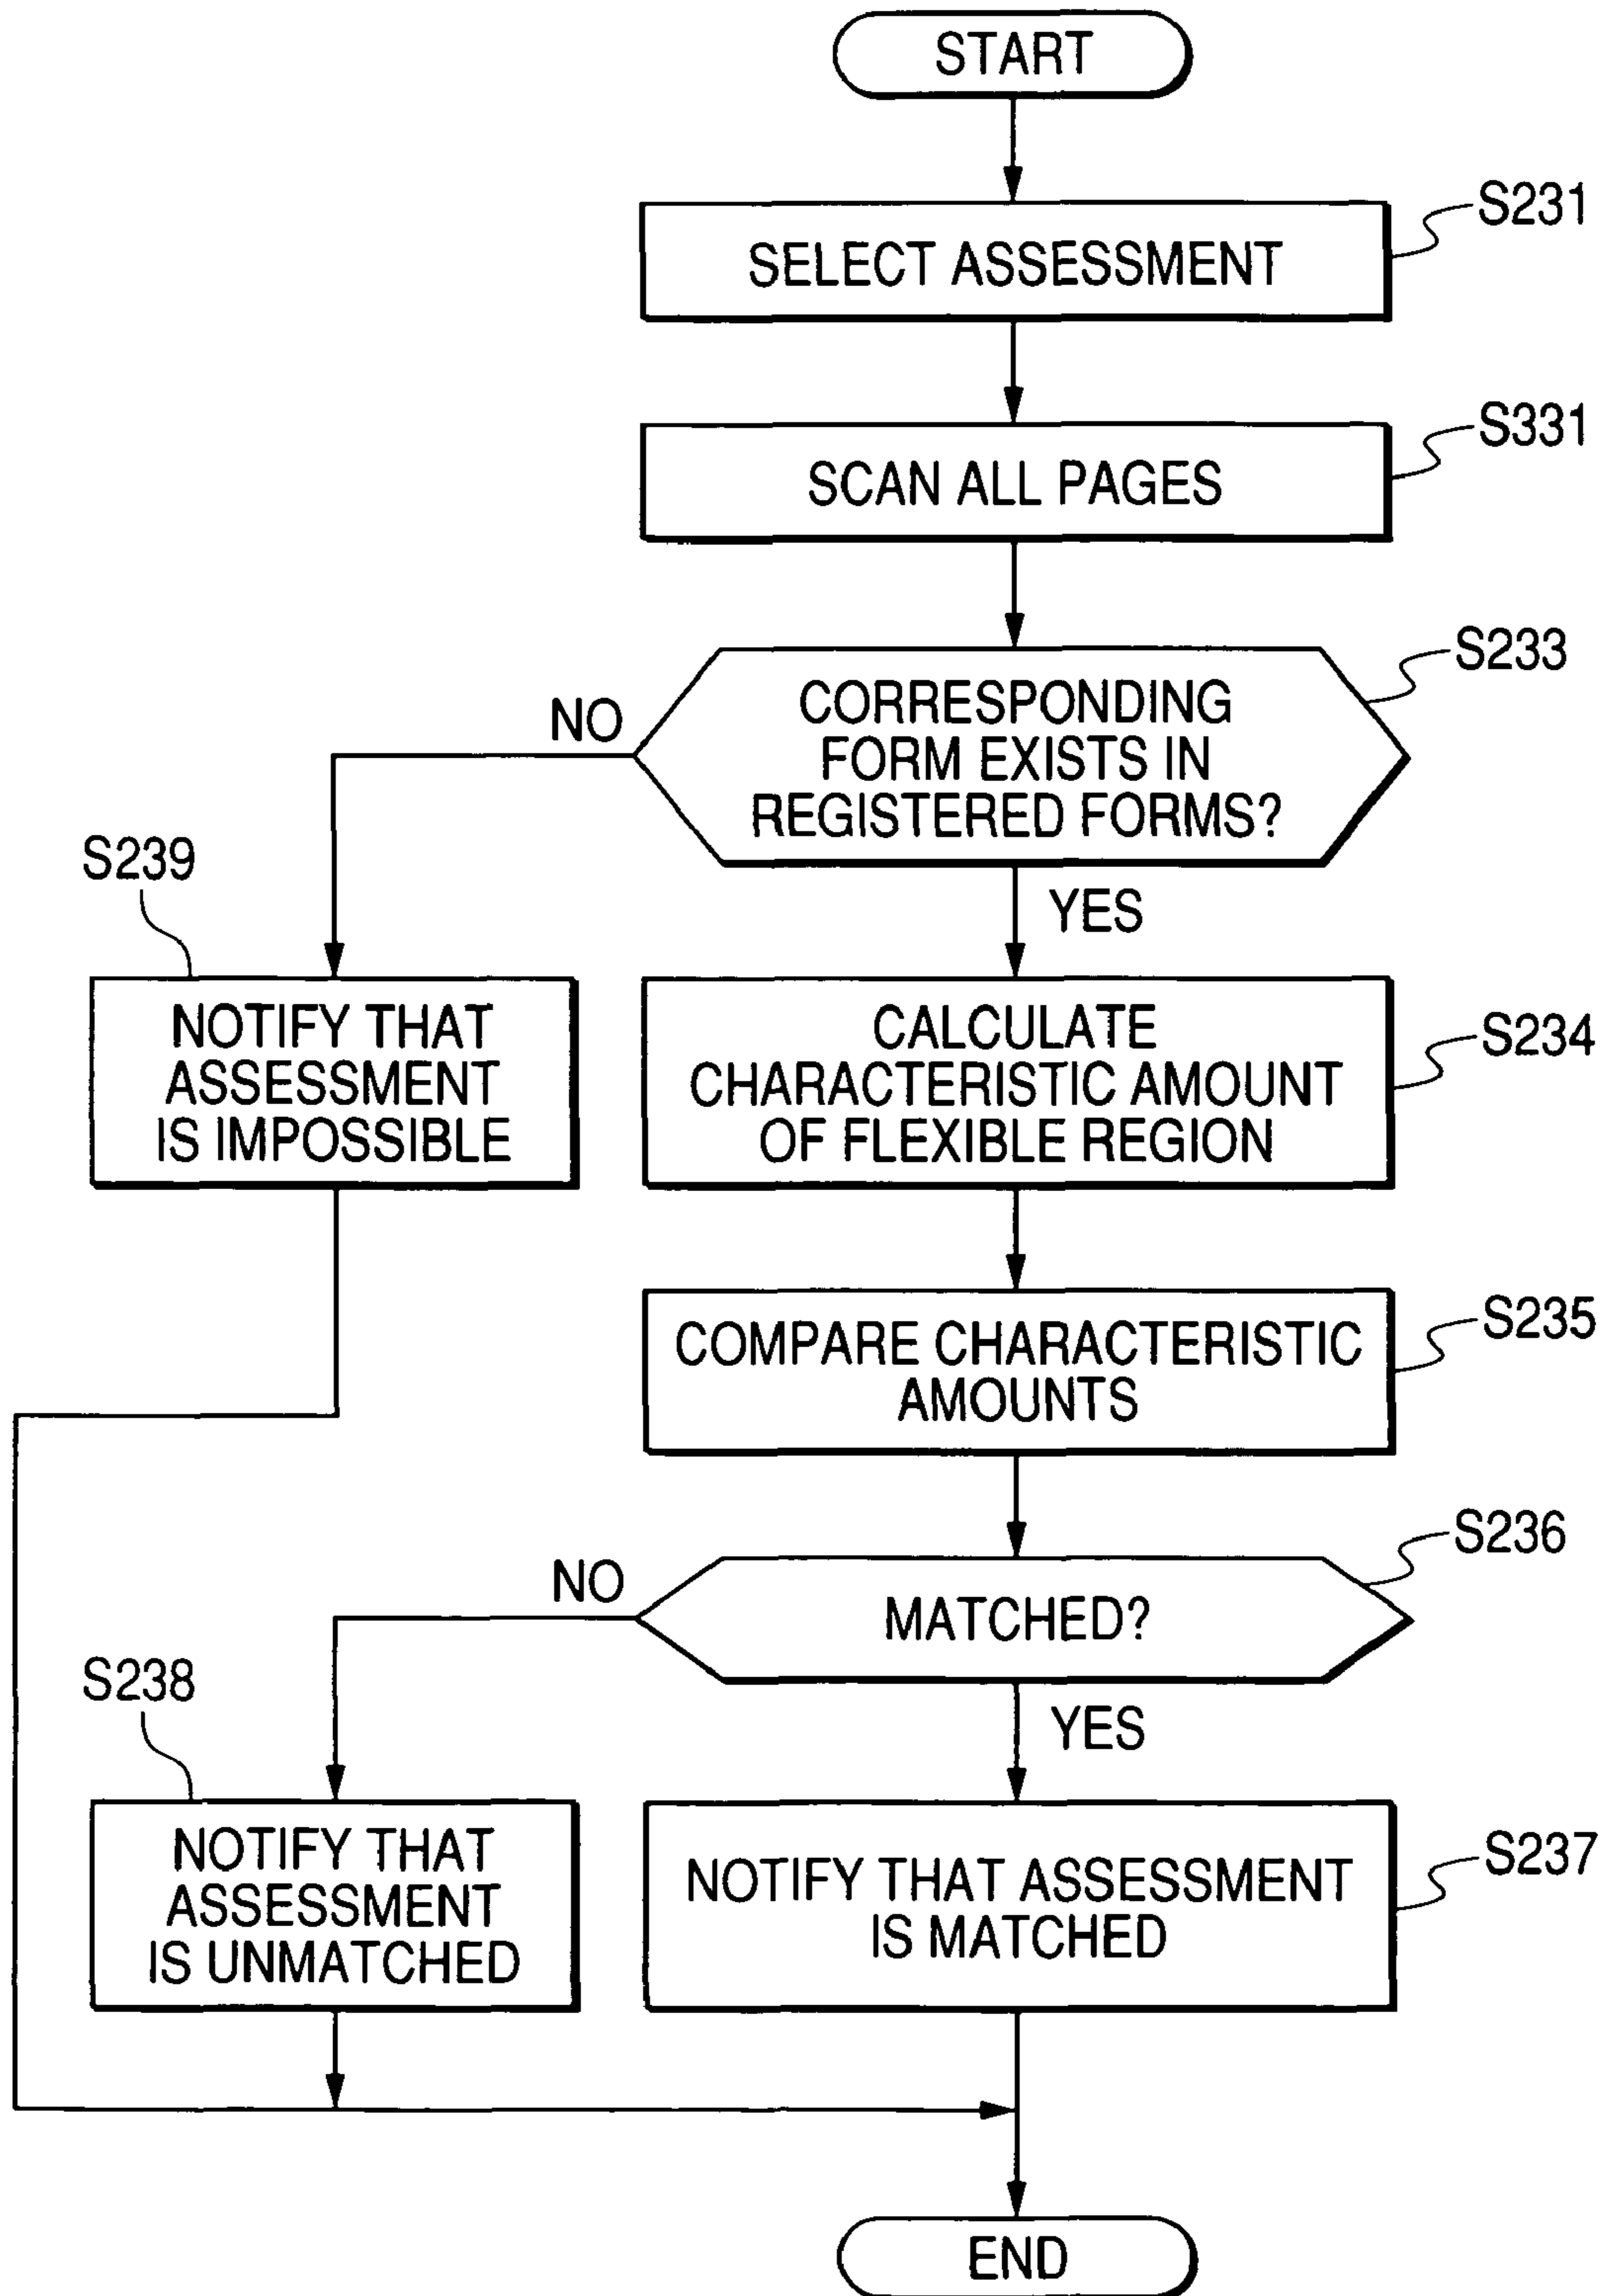 START
S231
SELECT ASSESSMENT
S331
SCAN ALL PAGES
S233
CORRESPONDING
FORM EXISTS IN
REGISTERED FORMS?
NO
YES
S239
NOTIFY THAT
ASSESSMENT
IS IMPOSSIBLE
S234
CALCULATE
CHARACTERISTIC AMOUNT
OF FLEXIBLE REGION
S235
COMPARE CHARACTERISTIC
AMOUNTS
S236
MATCHED?
NO
YES
S238
NOTIFY THAT
ASSESSMENT
IS UNMATCHED
S237
NOTIFY THAT ASSESSMENT
IS MATCHED
END